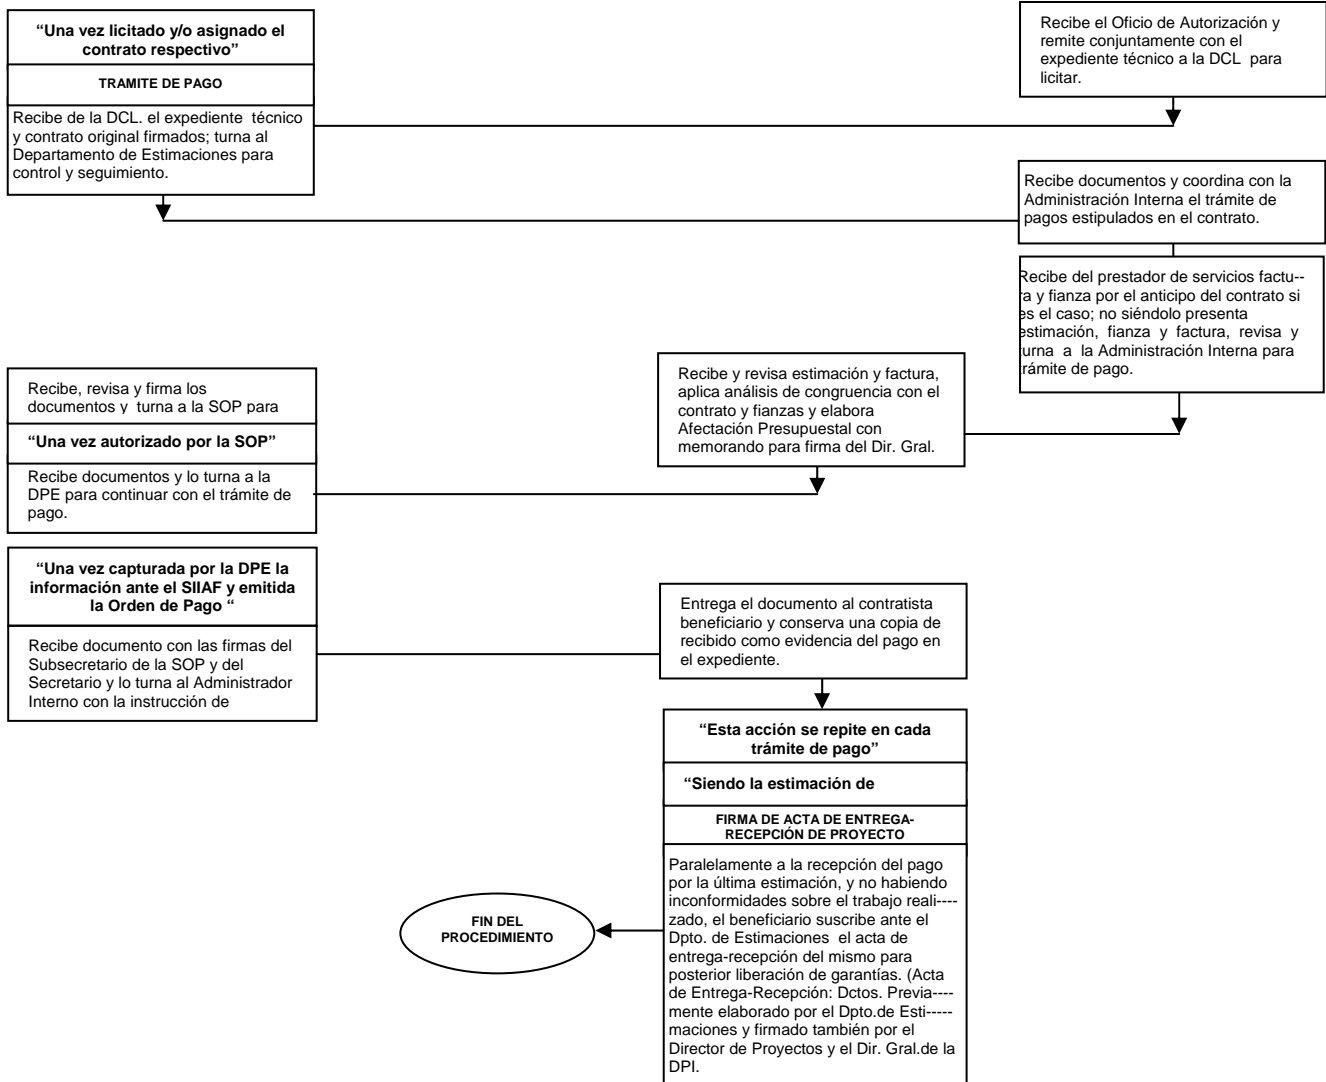 “Una vez licitado y/o asignado el
contrato respectivo”
TRAMITE DE PAGO
Recibe de la DCL. el expediente técnico
y contrato original firmados; turna al
Departamento de Estimaciones para
control y seguimiento.
Recibe el Oficio de Autorización y
remite conjuntamente con el
expediente técnico a la DCL para
licitar.
Recibe documentos y coordina con la
Administración Interna el trámite de
pagos estipulados en el contrato.
Recibe del prestador de servicios factu--
ra y fianza por el anticipo del contrato si
es el caso; no siéndolo presenta
estimación, fianza y factura, revisa y
turna a la Administración Interna para
trámite de pago.
Recibe y revisa estimación y factura,
aplica análisis de congruencia con el
contrato y fianzas y elabora
Afectación Presupuestal con
memorando para firma del Dir. Gral.
Recibe, revisa y firma los
documentos y turna a la SOP para
“Una vez autorizado por la SOP”
Recibe documentos y lo turna a la
DPE para continuar con el trámite de
pago.
“Una vez capturada por la DPE la
información ante el SIIAF y emitida
la Orden de Pago “
Recibe documento con las firmas del
Subsecretario de la SOP y del
Secretario y lo turna al Administrador
Interno con la instrucción de
Entrega el documento al contratista
beneficiario y conserva una copia de
recibido como evidencia del pago en
el expediente.
“Esta acción se repite en cada
trámite de pago”
“Siendo la estimación de
FIRMA DE ACTA DE ENTREGA-
RECEPCIÓN DE PROYECTO
Paralelamente a la recepción del pago
por la última estimación, y no habiendo
inconformidades sobre el trabajo reali----
zado, el beneficiario suscribe ante el
Dpto. de Estimaciones el acta de
entrega-recepción del mismo para
posterior liberación de garantías. (Acta
de Entrega-Recepción: Dctos. Previa----
mente elaborado por el Dpto.de Esti-----
maciones y firmado también por el
Director de Proyectos y el Dir. Gral.de la
DPI.
FIN DEL
PROCEDIMIENTO